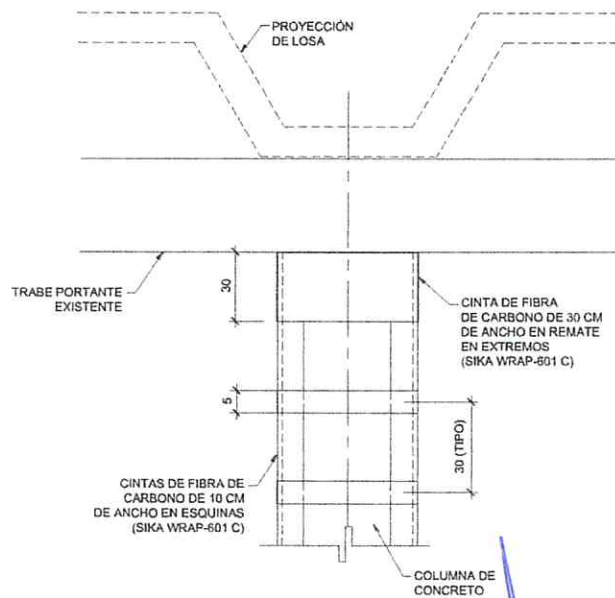 PROYECCIÓN
DE LOSA
TRABE PORTANTE
EXISTENTE
30
CINTA DE FIBRA
DE CARBONO DE 30 CM
DE ANCHO EN REMATE
EN EXTREMOS
(SIKA WRAP-601 C)
5
30 (TIPO)
CINTAS DE FIBRA DE
CARBONO DE 10 CM
DE ANCHO EN ESQUINAS
(SIKA WRAP-601 C)
COLUMNA DE
CONCRETO